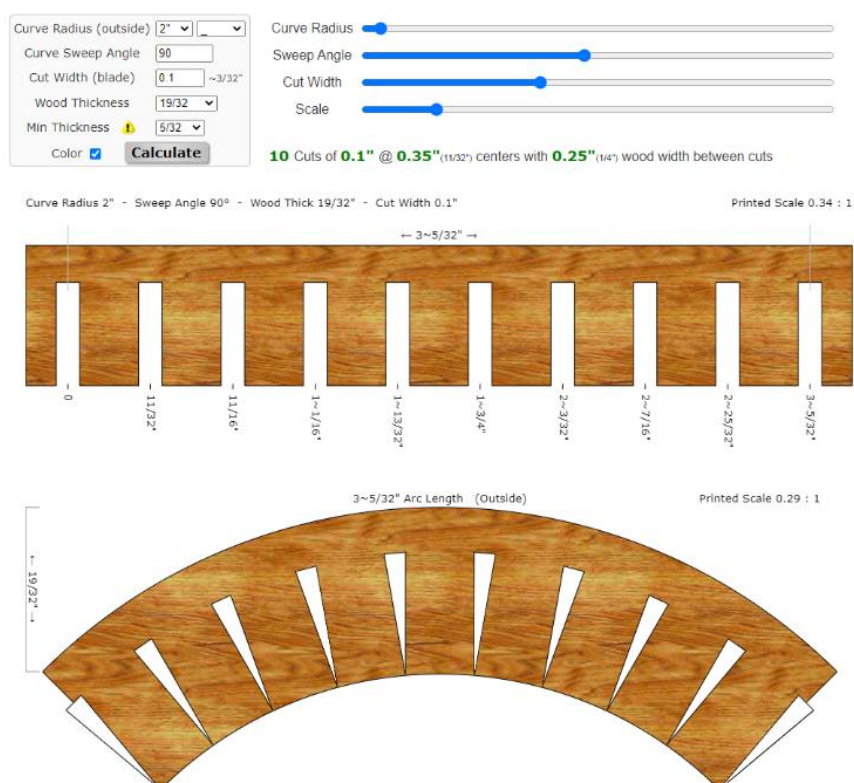 Curve Radius (outside) 2" _
Curve Sweep Angle 90
Cut Width (blade) 0.1 ~3/32"
Wood Thickness 19/32
Min Thickness 5/32
Color Calculate
Curve Radius
Sweep Angle
Cut Width
Scale
10 Cuts of 0.1" @ 0.35"(11/32") centers with 0.25"(1/4") wood width between cuts
Curve Radius 2" - Sweep Angle 90° - Wood Thick 19/32" - Cut Width 0.1"
Printed Scale 0.34 : 1
← 3~5/32" →
0
11/32"
11/16"
1~1/16"
1~13/32"
1~3/4"
2~3/32"
2~7/16"
2~25/32"
3~5/32"
3~5/32" Arc Length (Outside)
Printed Scale 0.29 : 1
← 19/32" →